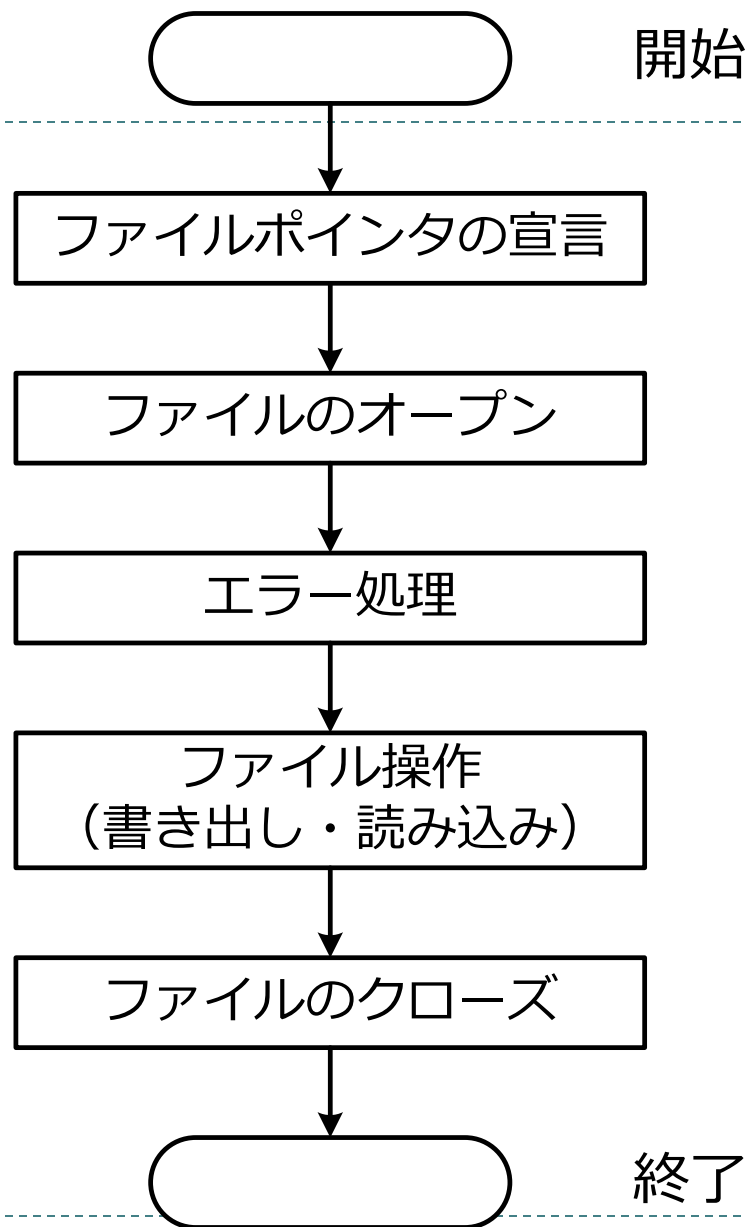 開始
ファイルポインタの宣言
ファイルのオープン
エラー処理
ファイル操作
（書き出し・読み込み）
ファイルのクローズ
終了